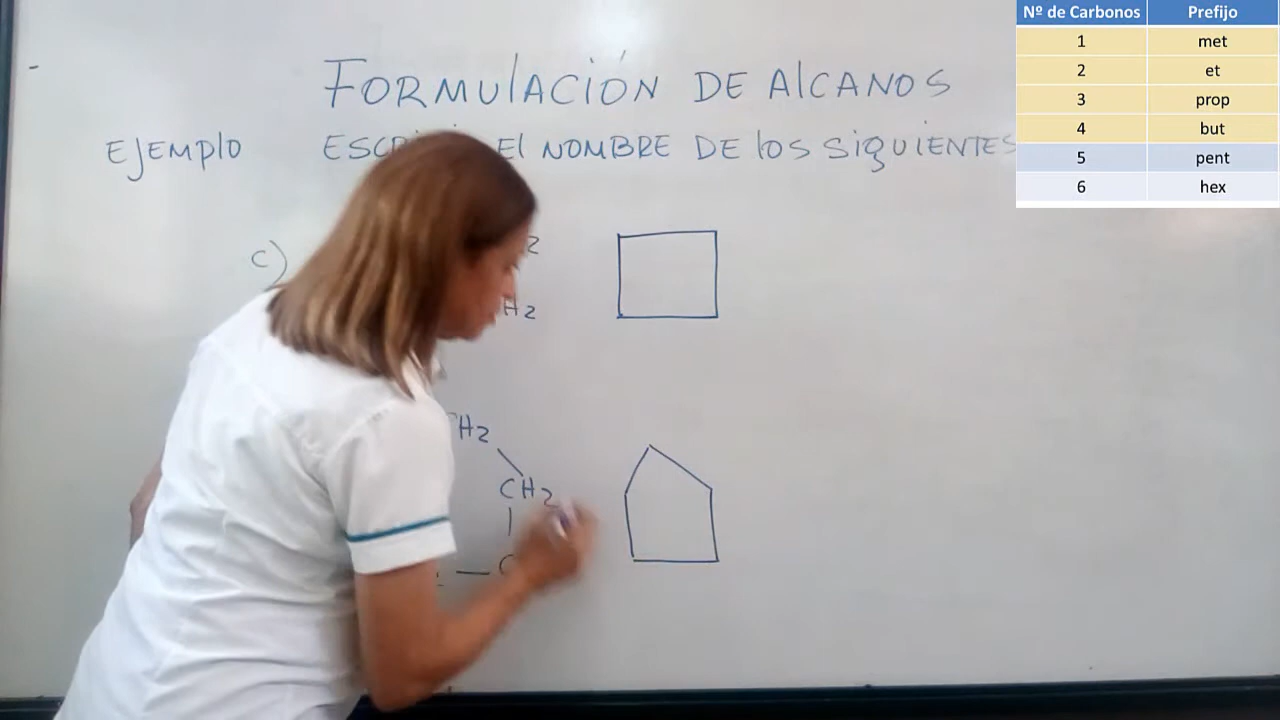 Nº de Carbonos Prefijo
1 met
2 et
3 prop
4 but
5 pent
6 hex
FORMULACIÓN DE AlCANOS
EJEMPlO El NOMBRE DE los siguiENTES
c)
H2
CH2
CH2